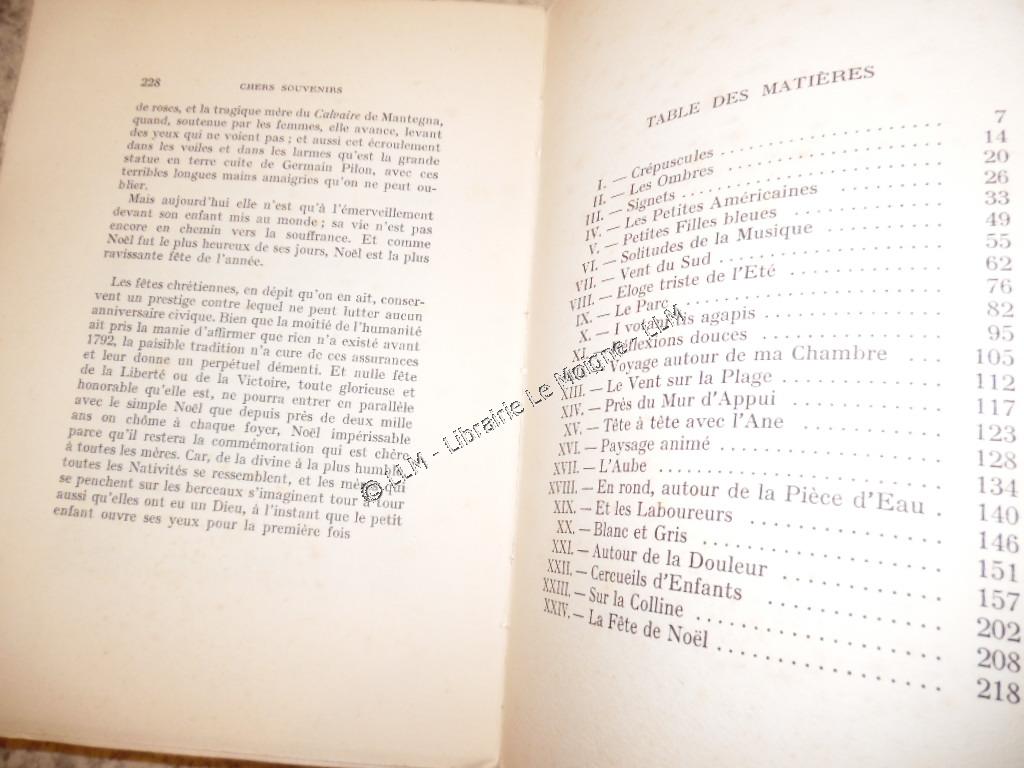 228 CHERS SOUVENIRS
de roses, et la tragique mère du Calvaire de Mantegna,
quand, soutenue par les femmes, elle avance, levant
des yeux qui ne voient pas ; et aussi cet écroulement
dans les voiles et dans les larmes qu'est la grande
statue en terre cuite de Germain Pilon, avec ces
terribles longues mains amaigries qu'on ne peut ou-
blier.
Mais aujourd'hui elle n'est qu'à l'émerveillement
devant son enfant mis au monde ; sa vie n'est pas
encore en chemin vers la souffrance. Et comme
Noël fut le plus heureux de ses jours, Noël est la plus
ravissante fête de l'année.
Les fêtes chrétiennes, en dépit qu'on en ait, conser-
vent un prestige contre lequel ne peut lutter aucun
anniversaire civique. Bien que la moitié de l'humanité
ait pris la manie d'affirmer que rien n'a existé avant
1792, la paisible tradition n'a cure de ces assurances
et leur donne un perpétuel démenti. Et nulle fête
de la Liberté ou de la Victoire, toute glorieuse et
honorable qu'elle est, ne pourra entrer en parallèle
avec le simple Noël que depuis près de deux mille
ans on chôme à chaque foyer, Noël impérissable
parce qu'il restera la commémoration qui est chère
à toutes les mères. Car, de la divine à la plus humble
toutes les Nativités se ressemblent, et les mères qui
se penchent sur les berceaux s'imaginent tour à tour
aussi qu'elles ont eu un Dieu, à l'instant que le petit
enfant ouvre ses yeux pour la première fois
TABLE DES MATIÈRES
I. — Crépuscules . . . . . . . . . . 7
II. — Les Ombres . . . . . . . . . . 14
III. — Signets . . . . . . . . . . 20
IV. — Les Petites Américaines . . . . . . 26
V. — Petites Filles bleues . . . . . . . . 33
VI. — Solitudes de la Musique . . . . . . 49
VII. — Vent du Sud . . . . . . . . . . 55
VIII. — Eloge triste de l'Eté . . . . . . . . 62
IX. — Le Parc . . . . . . . . . . 76
X. — I agapis . . . . . . . . . . 82
XI. — Réflexions douces . . . . . . . . . . 95
Voyage autour de ma Chambre . . . . 105
XIII. — Le Vent sur la Plage . . . . . . . . 112
XIV. — Près du Mur d'Appui . . . . . . . . 117
XV. — Tête à tête avec l'Ane . . . . . . . . 123
XVI. — Paysage animé . . . . . . . . . . 128
XVII. — L'Aube . . . . . . . . . . 134
XVIII. — En rond, autour de la Pièce d'Eau . 140
XIX. — Et les Laboureurs . . . . . . . . . . 146
XX. — Blanc et Gris . . . . . . . . . . 151
XXI. — Autour de la Douleur . . . . . . . . 157
XXII. — Cercueils d'Enfants . . . . . . . . 202
XXIII. — Sur la Colline . . . . . . . . . . 208
XXIV. — La Fête de Noël . . . . . . . . . . 218
© LLM - Librairie Le Moigne - LLM